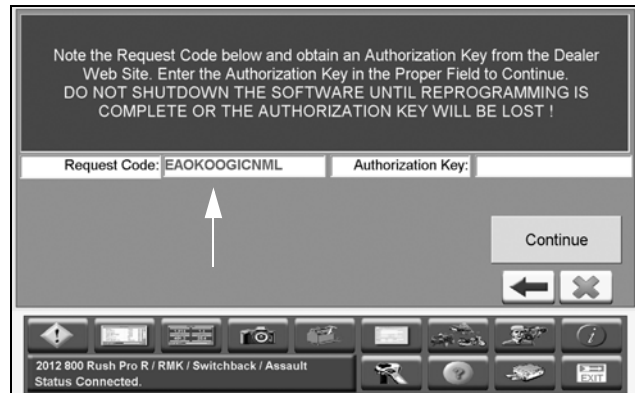 Note the Request Code below and obtain an Authorization Key from the Dealer
Web Site. Enter the Authorization Key in the Proper Field to Continue.
DO NOT SHUTDOWN THE SOFTWARE UNTIL REPROGRAMMING IS
COMPLETE OR THE AUTHORIZATION KEY WILL BE LOST !
Request Code: EAOKOOGICNML Authorization Key:
Continue
2012 800 Rush Pro R / RMK / Switchback / Assault
Status Connected.
EXIT